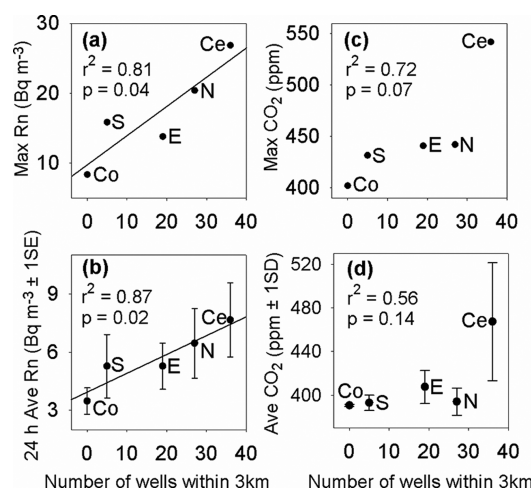 Max Rn (Bq m-3)
30
20
10
(a)
r2 = 0.81
p = 0.04
Ce
N
S
E
Co
0 10 20 30 40
Max CO2 (ppm)
550
500
450
400
(c)
r2 = 0.72
p = 0.07
Ce
S
E
N
Co
0 20 40
24 h Ave Rn (Bq m-3 ± 1SE)
9
6
3
(b)
r2 = 0.87
p = 0.02
Ce
S
E
N
Co
0 10 20 30 40
Number of wells within 3km
Ave CO2 (ppm ± 1SD)
520
480
440
400
(d)
r2 = 0.56
p = 0.14
Ce
Co
S
E
N
0 10 20 30 40
Number of wells within 3km